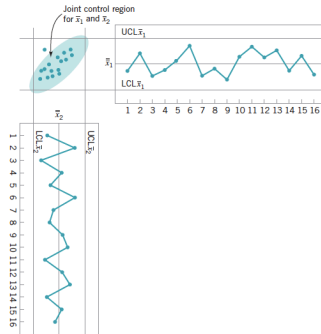 Joint control region
for x̄₁ and x̄₂
UCLx̄₁
x̿₁
LCLx̄₁
1 2 3 4 5 6 7 8 9 10 11 12 13 14 15 16
x̿₂
LCLx̄₂
UCLx̄₂
1 2 3 4 5 6 7 8 9 10 11 12 13 14 15 16